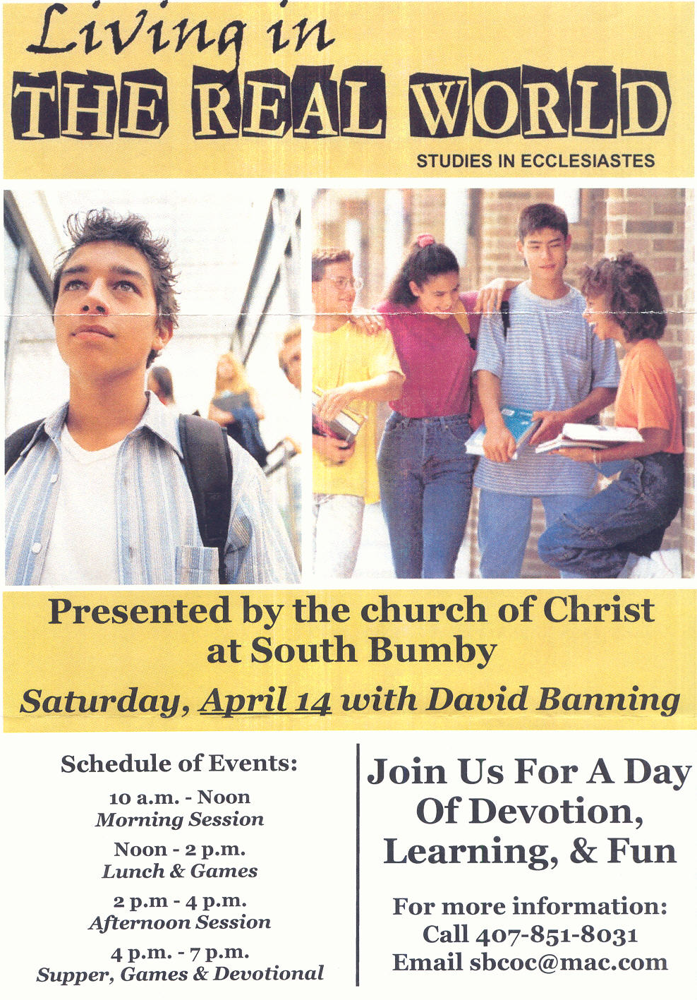 Living in
THE REAL WORLD
STUDIES IN ECCLESIASTES
Presented by the church of Christ
at South Bumby
Saturday, April 14 with David Banning
Schedule of Events:
10 a.m. - Noon
Morning Session
Noon - 2 p.m.
Lunch & Games
2 p.m - 4 p.m.
Afternoon Session
4 p.m. - 7 p.m.
Supper, Games & Devotional
Join Us For A Day
Of Devotion,
Learning, & Fun
For more information:
Call 407-851-8031
Email sbcoc@mac.com